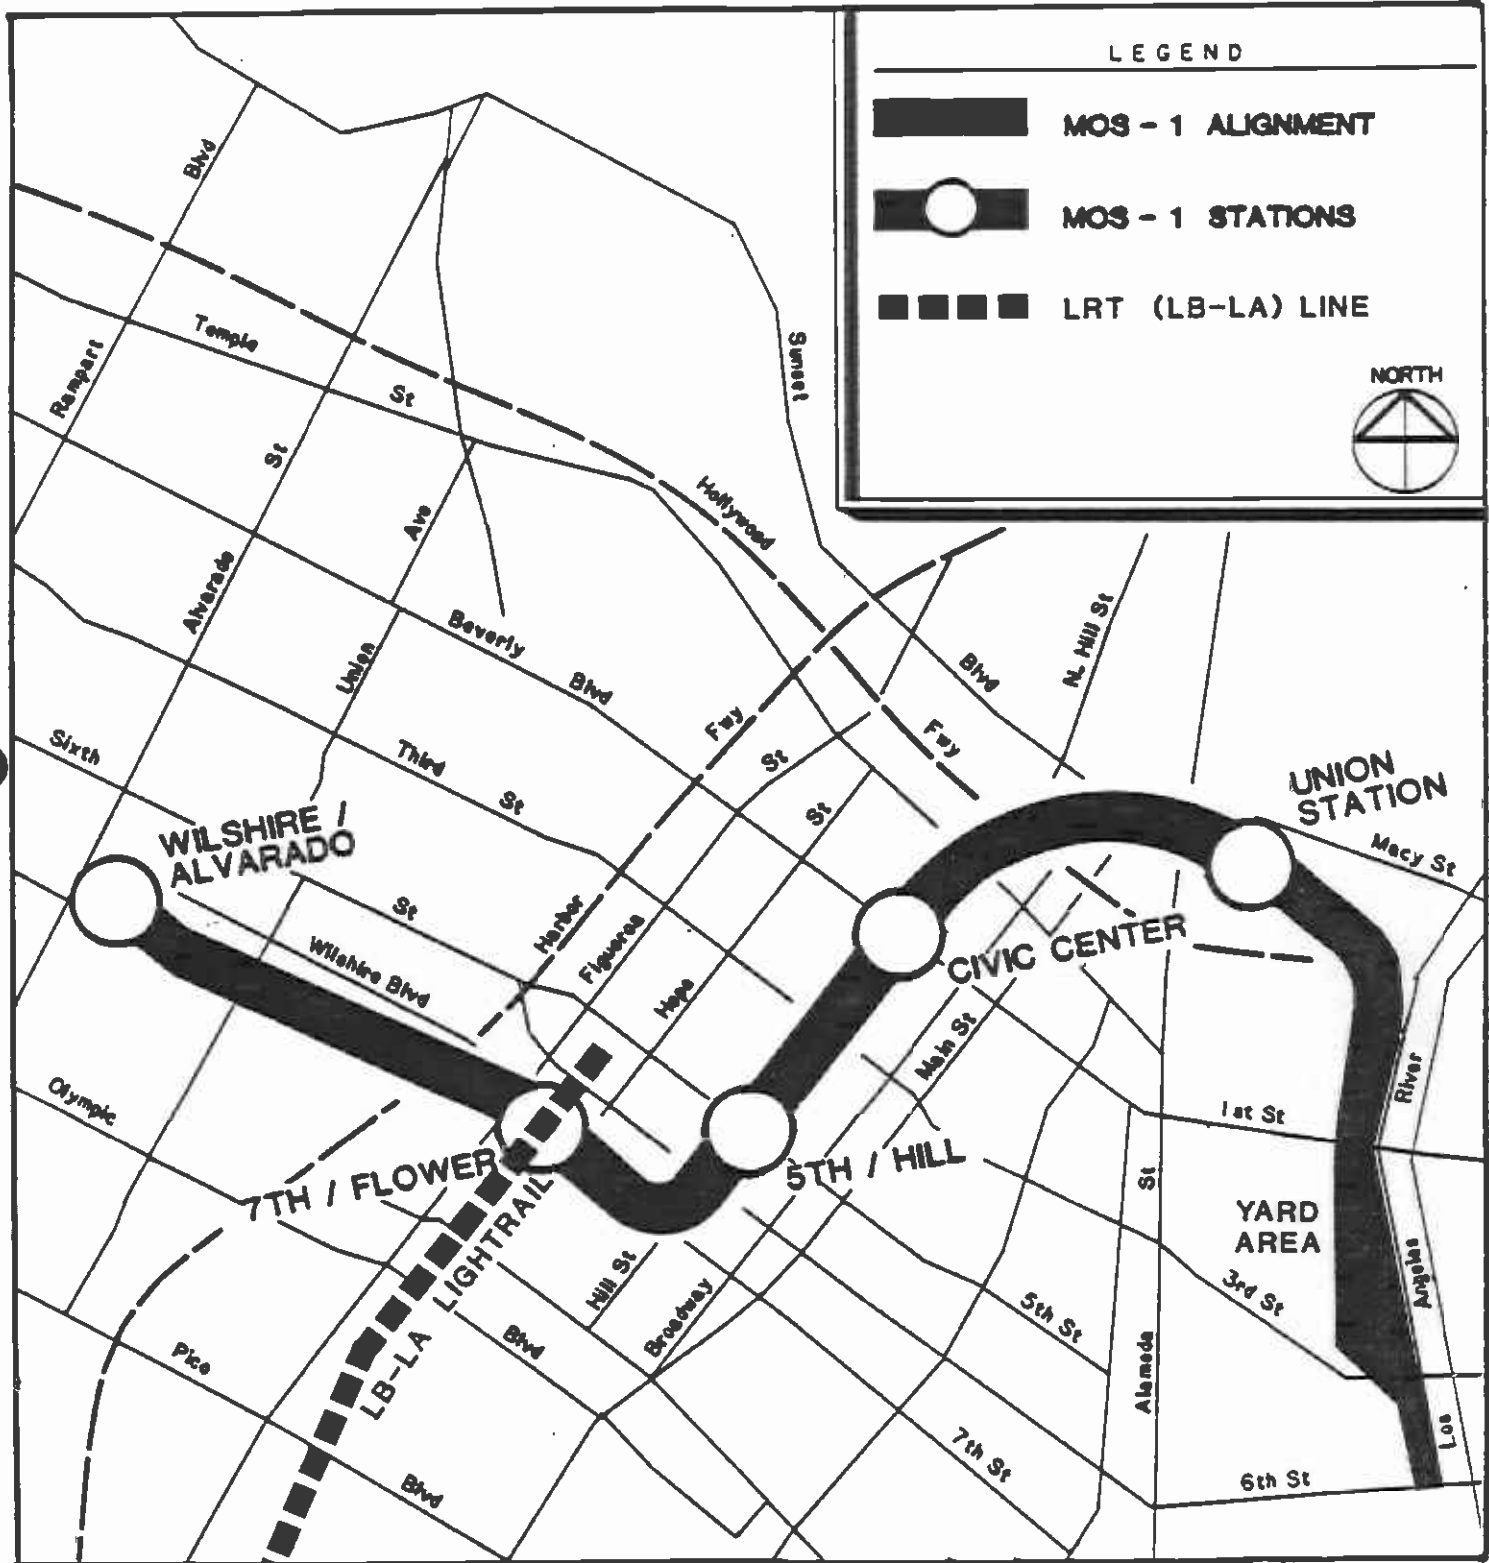 LEGEND
MOS - 1 ALIGNMENT
MOS - 1 STATIONS
LRT (LB-LA) LINE
NORTH
Blvd
Rampart
Temple
St
St
Alvarado
Ave
Union
Sunset
Hollywood
Beverly
Blvd
Blvd
N. Hill St
Fwy
Fwy
Sixth
Third
St
St
St
UNION
STATION
Macy St
WILSHIRE /
ALVARADO
St
Wilshire Blvd
Harbor
Figueroa
Hope
CIVIC CENTER
Main St
River
Olympic
1st St
7TH / FLOWER
5TH / HILL
St
YARD
AREA
LB-LA LIGHTRAIL
Hill St
Broadway
3rd St
Angeles
5th St
Blvd
Pico
Alameda
Los
7th St
6th St
Blvd